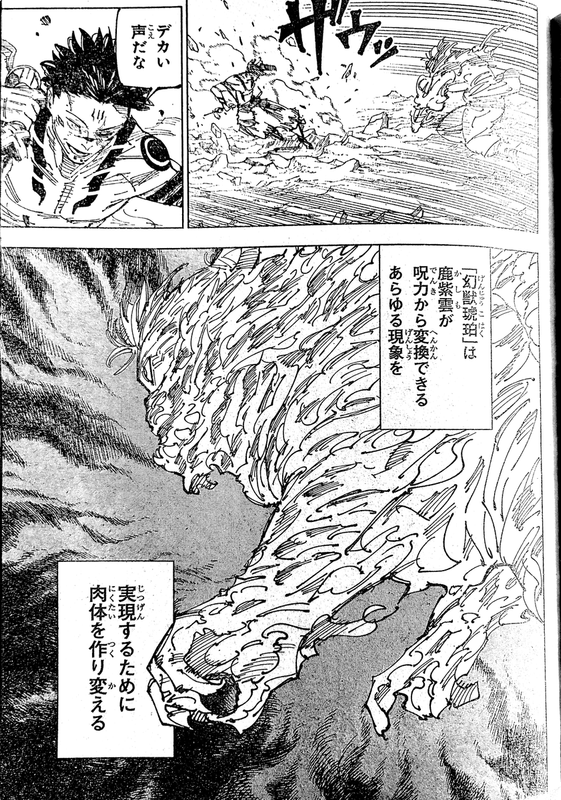 ザウッ
デカい
声だな
「幻獣琥珀」は
鹿紫雲が
呪力から変換できる
あらゆる現象を
実現するために
肉体を作り変える